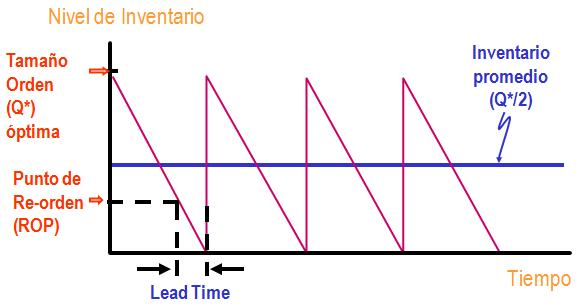 Nivel de Inventario
Tamaño
Orden
(Q*)
óptima
Inventario
promedio
(Q*/2)
Punto de
Re-orden
(ROP)
Lead Time
Tiempo